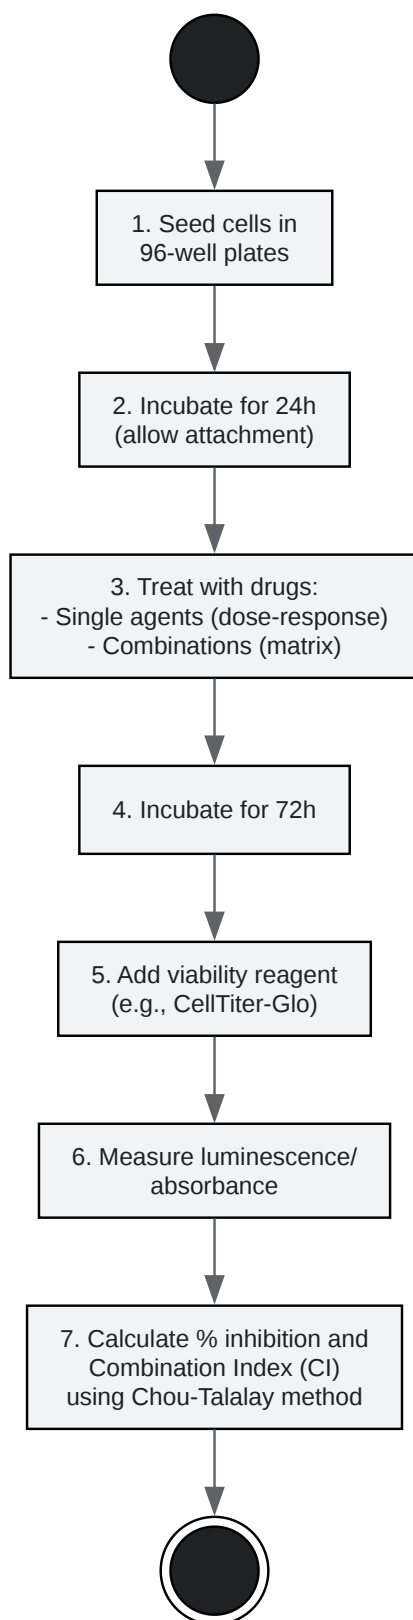 1. Seed cells in
96-well plates
2. Incubate for 24h
(allow attachment)
3. Treat with drugs:
- Single agents (dose-response)
- Combinations (matrix)
4. Incubate for 72h
5. Add viability reagent
(e.g., CellTiter-Glo)
6. Measure luminescence/
absorbance
7. Calculate % inhibition and
Combination Index (CI)
using Chou-Talalay method